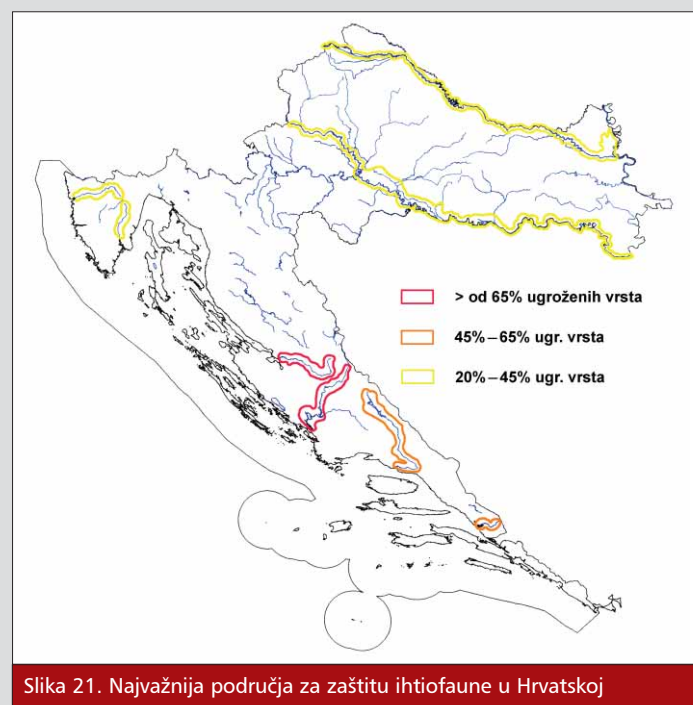 > od 65% ugroženih vrsta
45%–65% ugr. vrsta
20%–45% ugr. vrsta
Slika 21. Najvažnija područja za zaštitu ihtiofaune u Hrvatskoj